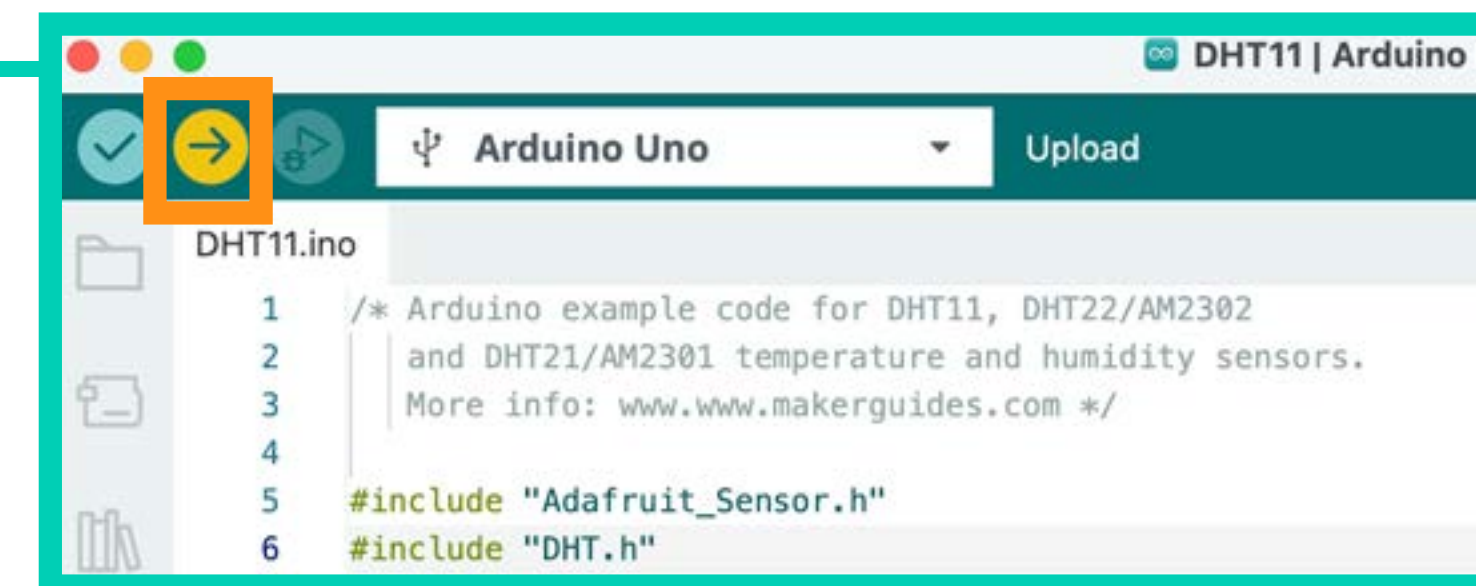 DHT11 | Arduino
Arduino Uno
Upload
DHT11.ino
1 /* Arduino example code for DHT11, DHT22/AM2302
2 and DHT21/AM2301 temperature and humidity sensors.
3 More info: www.www.makerguides.com */
4
5 #include "Adafruit_Sensor.h"
6 #include "DHT.h"